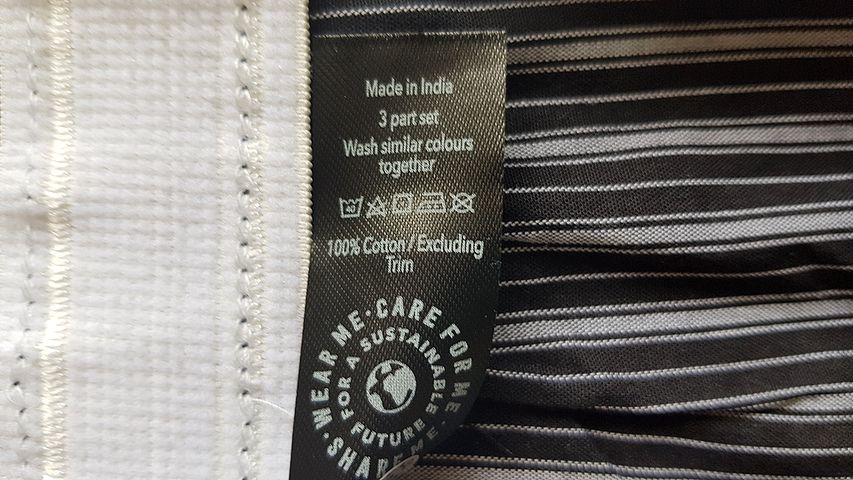 Made in India
3 part set
Wash similar colours
together
40
100% Cotton / Excluding
Trim
WEAR ME · CARE FOR ME · SHARE ME ·
FOR A SUSTAINABLE FUTURE